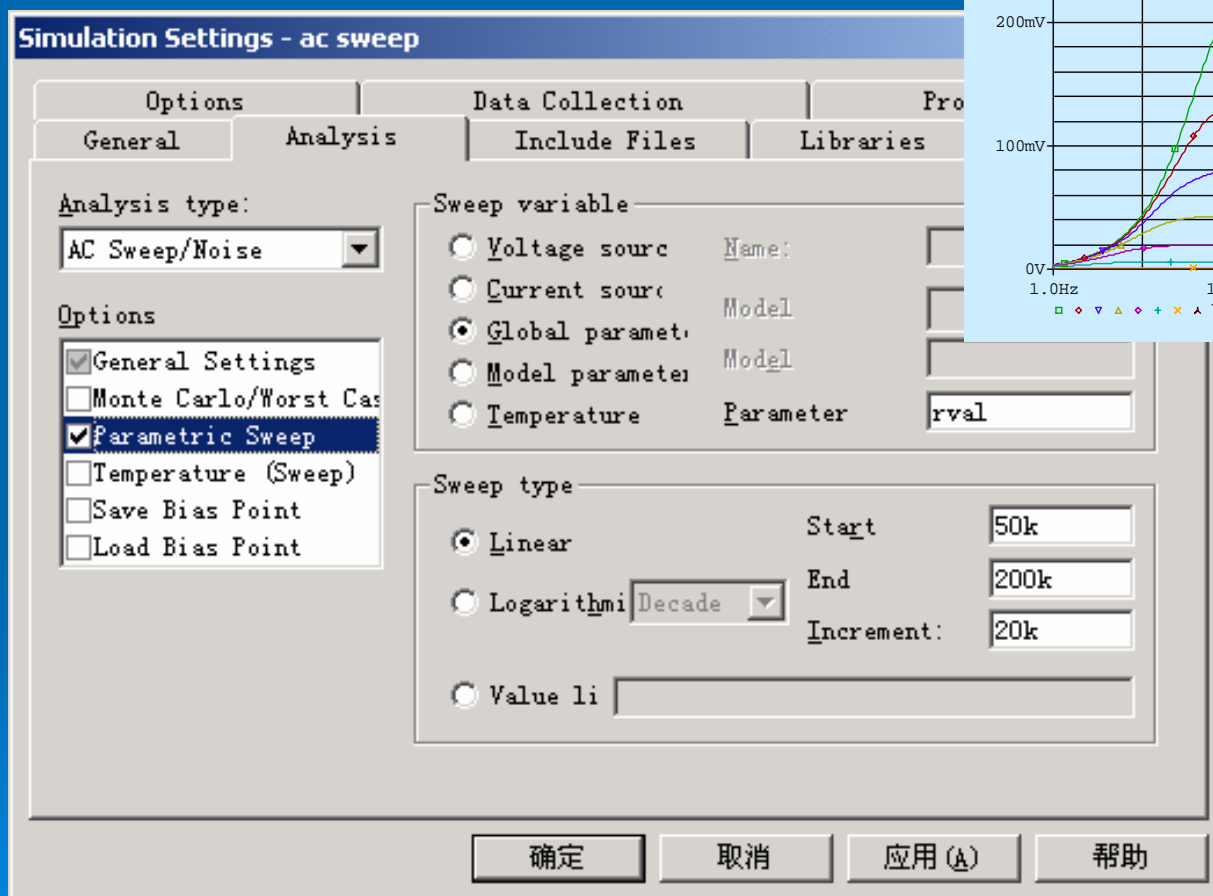 Simulation Settings - ac sweep
Options
Data Collection
Pro
General
Analysis
Include Files
Libraries
Analysis type:
AC Sweep/Noise
Options
General Settings
Monte Carlo/Worst Cas
Parametric Sweep
Temperature (Sweep)
Save Bias Point
Load Bias Point
Sweep variable
Voltage sourc
Name:
Current sourc
Model
Global paramet
Model
Model parameter
Temperature
Parameter
rval
Sweep type
Linear
Start
50k
End
200k
Logarithmi
Decade
Increment:
20k
Value li
确定
取消
应用(A)
帮助
200mV
100mV
0V
1.0Hz
1